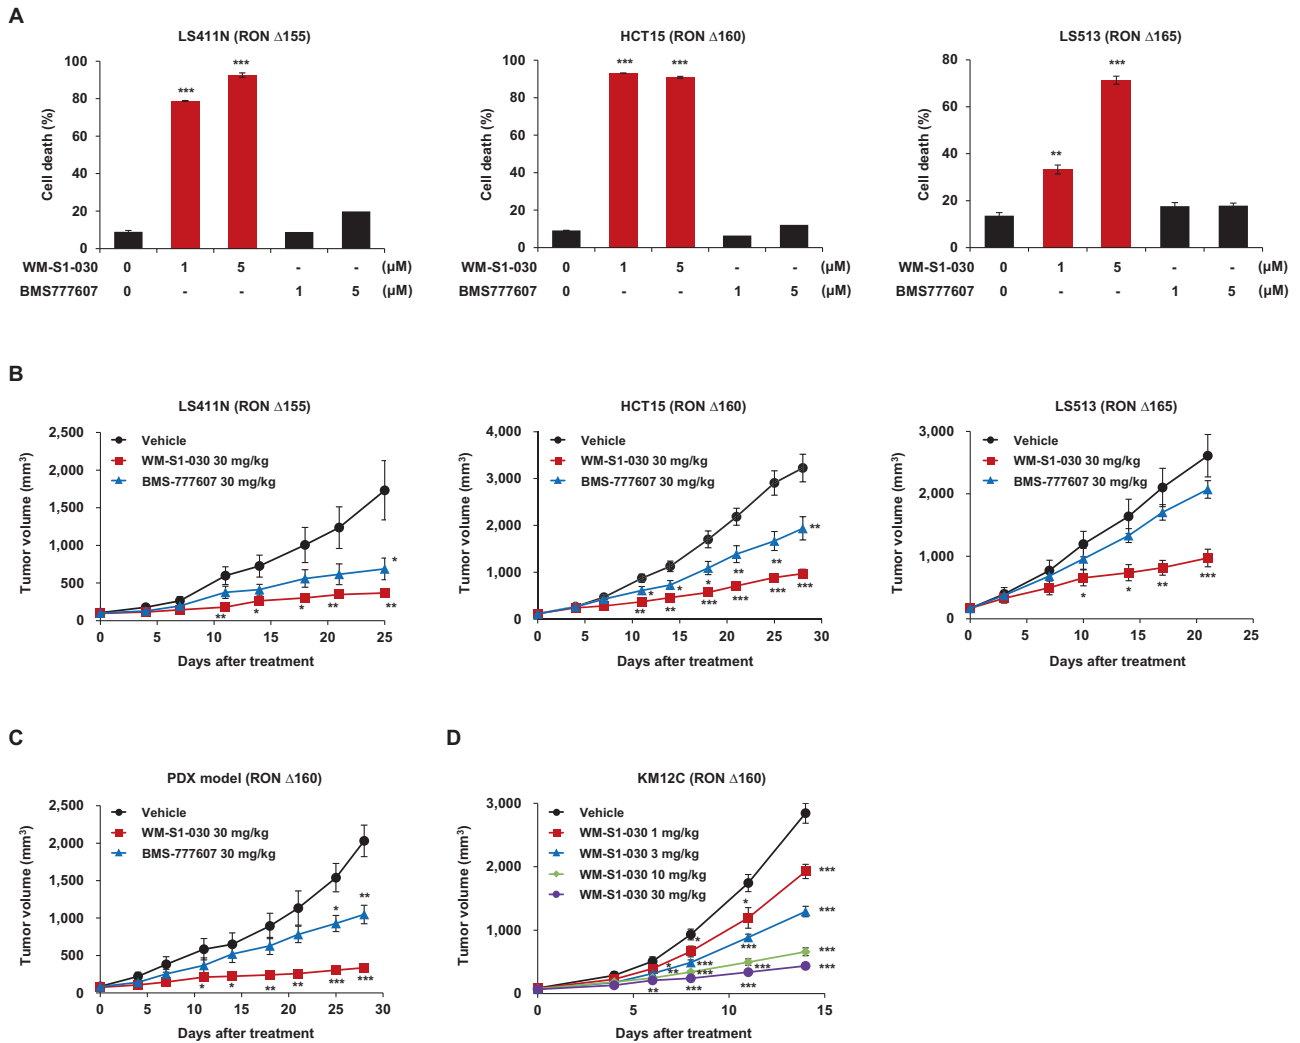 A
LS411N (RON Δ155)
Cell death (%)
100
80
60
40
20
0
***
***
WM-S1-030 0 1 5 - - (µM)
BMS777607 0 - - 1 5 (µM)
HCT15 (RON Δ160)
Cell death (%)
100
80
60
40
20
0
***
***
WM-S1-030 0 1 5 - - (µM)
BMS777607 0 - - 1 5 (µM)
LS513 (RON Δ165)
Cell death (%)
80
60
40
20
0
**
***
WM-S1-030 0 1 5 - - (µM)
BMS777607 0 - - 1 5 (µM)
B
LS411N (RON Δ155)
Tumor volume (mm³)
2,500
2,000
1,500
1,000
500
0
Vehicle
WM-S1-030 30 mg/kg
BMS-777607 30 mg/kg
*
** * * ** **
0 5 10 15 20 25
Days after treatment
HCT15 (RON Δ160)
Tumor volume (mm³)
4,000
3,000
2,000
1,000
0
Vehicle
WM-S1-030 30 mg/kg
BMS-777607 30 mg/kg
* * * ** ** **
** ** *** *** *** ***
0 5 10 15 20 25 30
Days after treatment
LS513 (RON Δ165)
Tumor volume (mm³)
3,000
2,000
1,000
0
Vehicle
WM-S1-030 30 mg/kg
BMS-777607 30 mg/kg
* * ** ***
0 5 10 15 20 25
Days after treatment
C
PDX model (RON Δ160)
Tumor volume (mm³)
2,500
2,000
1,500
1,000
500
0
Vehicle
WM-S1-030 30 mg/kg
BMS-777607 30 mg/kg
* **
* * ** ** *** ***
0 5 10 15 20 25 30
Days after treatment
D
KM12C (RON Δ160)
Tumor volume (mm³)
3,000
2,000
1,000
0
Vehicle
WM-S1-030 1 mg/kg
WM-S1-030 3 mg/kg
WM-S1-030 10 mg/kg
WM-S1-030 30 mg/kg
* * ***
* *** *** ***
** *** *** ***
** *** *** ***
0 5 10 15
Days after treatment